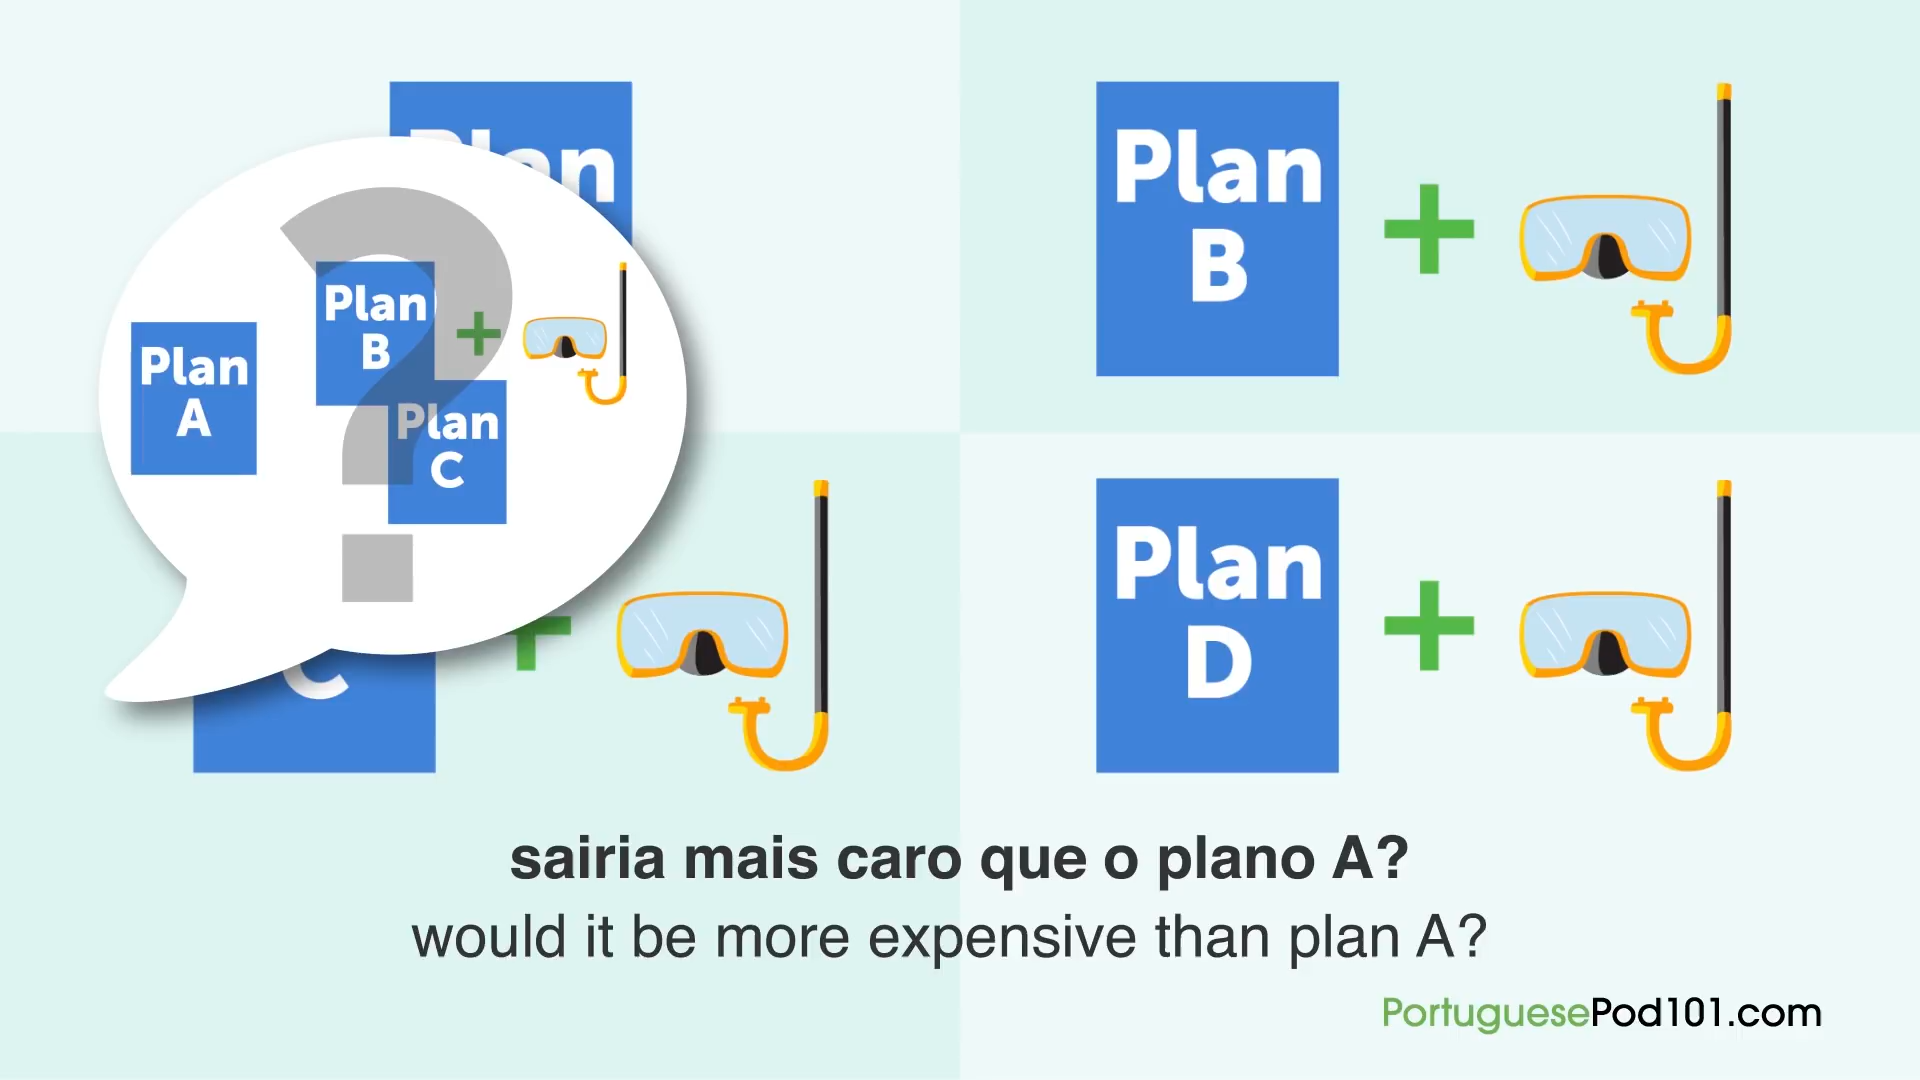 Plan
Plan
B
Plan
A
Plan
B
Plan
C
C
Plan
D
sairia mais caro que o plano A?
would it be more expensive than plan A?
PortuguesePod101.com